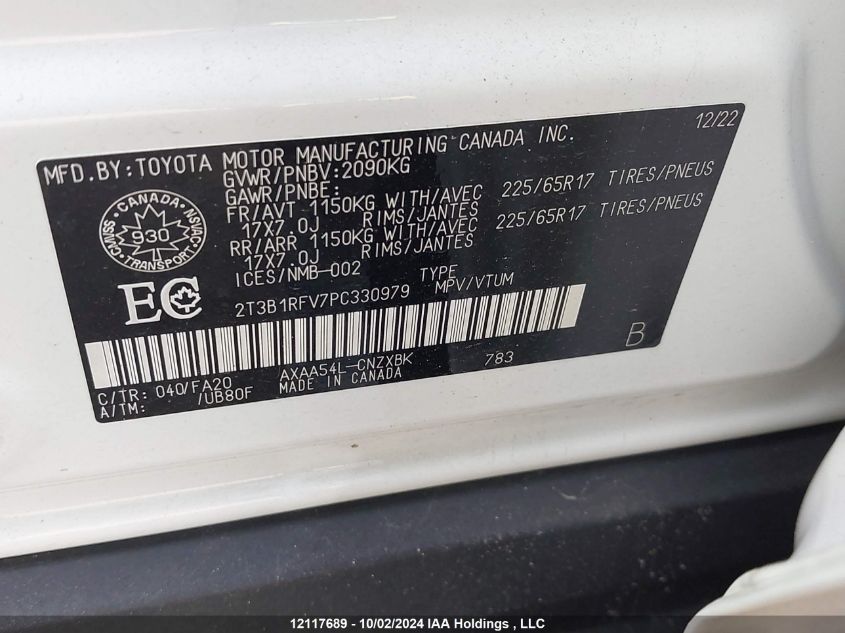 MFD.BY:TOYOTA MOTOR MANUFACTURING CANADA INC. 12/22
GVWR/PNBV:2090KG
GAWR/PNBE:
FR/AVT 1150KG WITH/AVEC 225/65R17 TIRES/PNEUS
17X7.0J RIMS/JANTES
RR/ARR 1150KG WITH/AVEC 225/65R17 TIRES/PNEUS
17X7.0J RIMS/JANTES
ICES/NMB-002 TYPE
2T3B1RFV7PC330979 MPV/VTUM
CANADA
930
TRANSPORT
EC
B
AXAA54L-CNZXBK 783
C/TR: 040/FA20 MADE IN CANADA
A/TM: /UB80F
12117689 - 10/02/2024 IAA Holdings , LLC